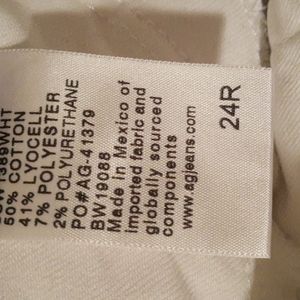 1389WHT
50% COTTON
41% LYOCELL
7% POLYESTER
2% POLYURETHANE
PO#AG-41379
BW19088
Made in Mexico of
imported fabric and
globally sourced
components
www.agjeans.com
24R